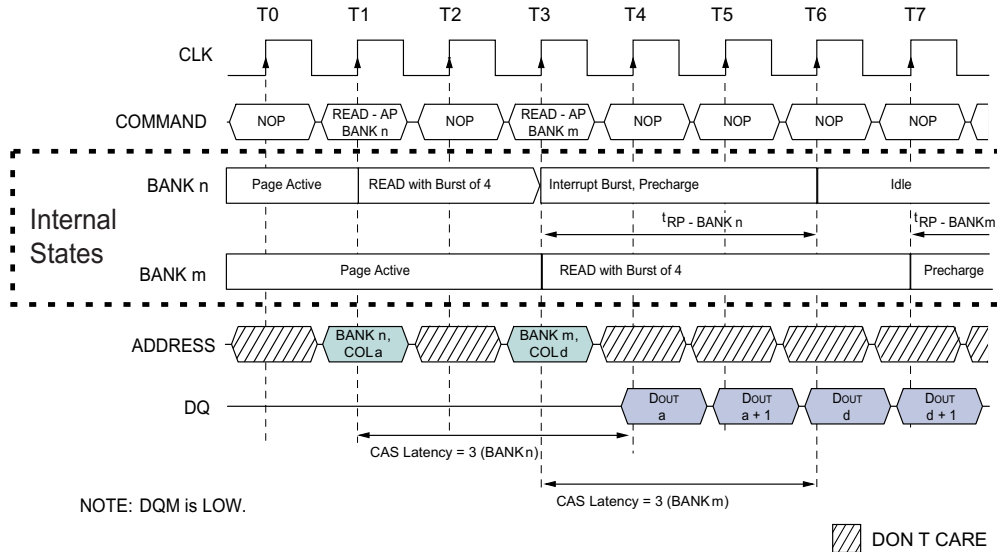 T0 T1 T2 T3 T4 T5 T6 T7
CLK
COMMAND NOP READ - AP BANK n NOP READ - AP BANK m NOP NOP NOP NOP
Internal States
BANK n Page Active READ with Burst of 4 Interrupt Burst, Precharge Idle
tRP - BANK n tRP - BANK m
BANK m Page Active READ with Burst of 4 Precharge
ADDRESS BANK n, COL a BANK m, COL d
DQ DOUT a DOUT a + 1 DOUT d DOUT d + 1
CAS Latency = 3 (BANK n)
CAS Latency = 3 (BANK m)
NOTE: DQM is LOW.
DON T CARE